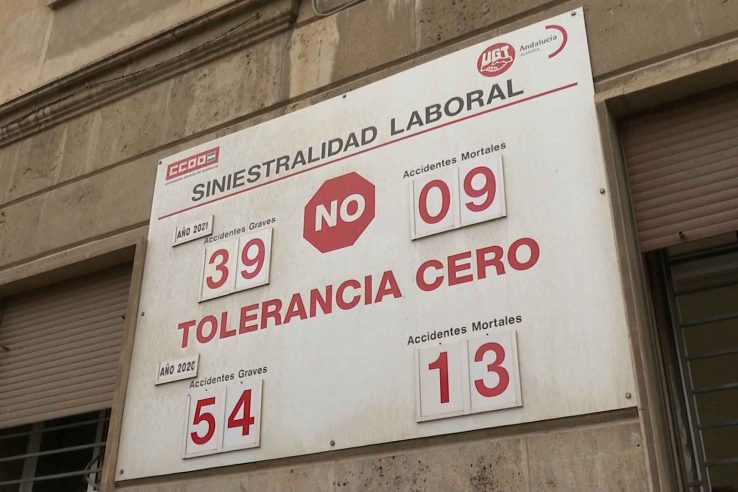 UGT
Andalucía
CCOO
SINIESTRALIDAD LABORAL
AÑO 2021
Accidentes Graves
39
NO
Accidentes Mortales
09
TOLERANCIA CERO
AÑO 2020
Accidentes Graves
54
Accidentes Mortales
13